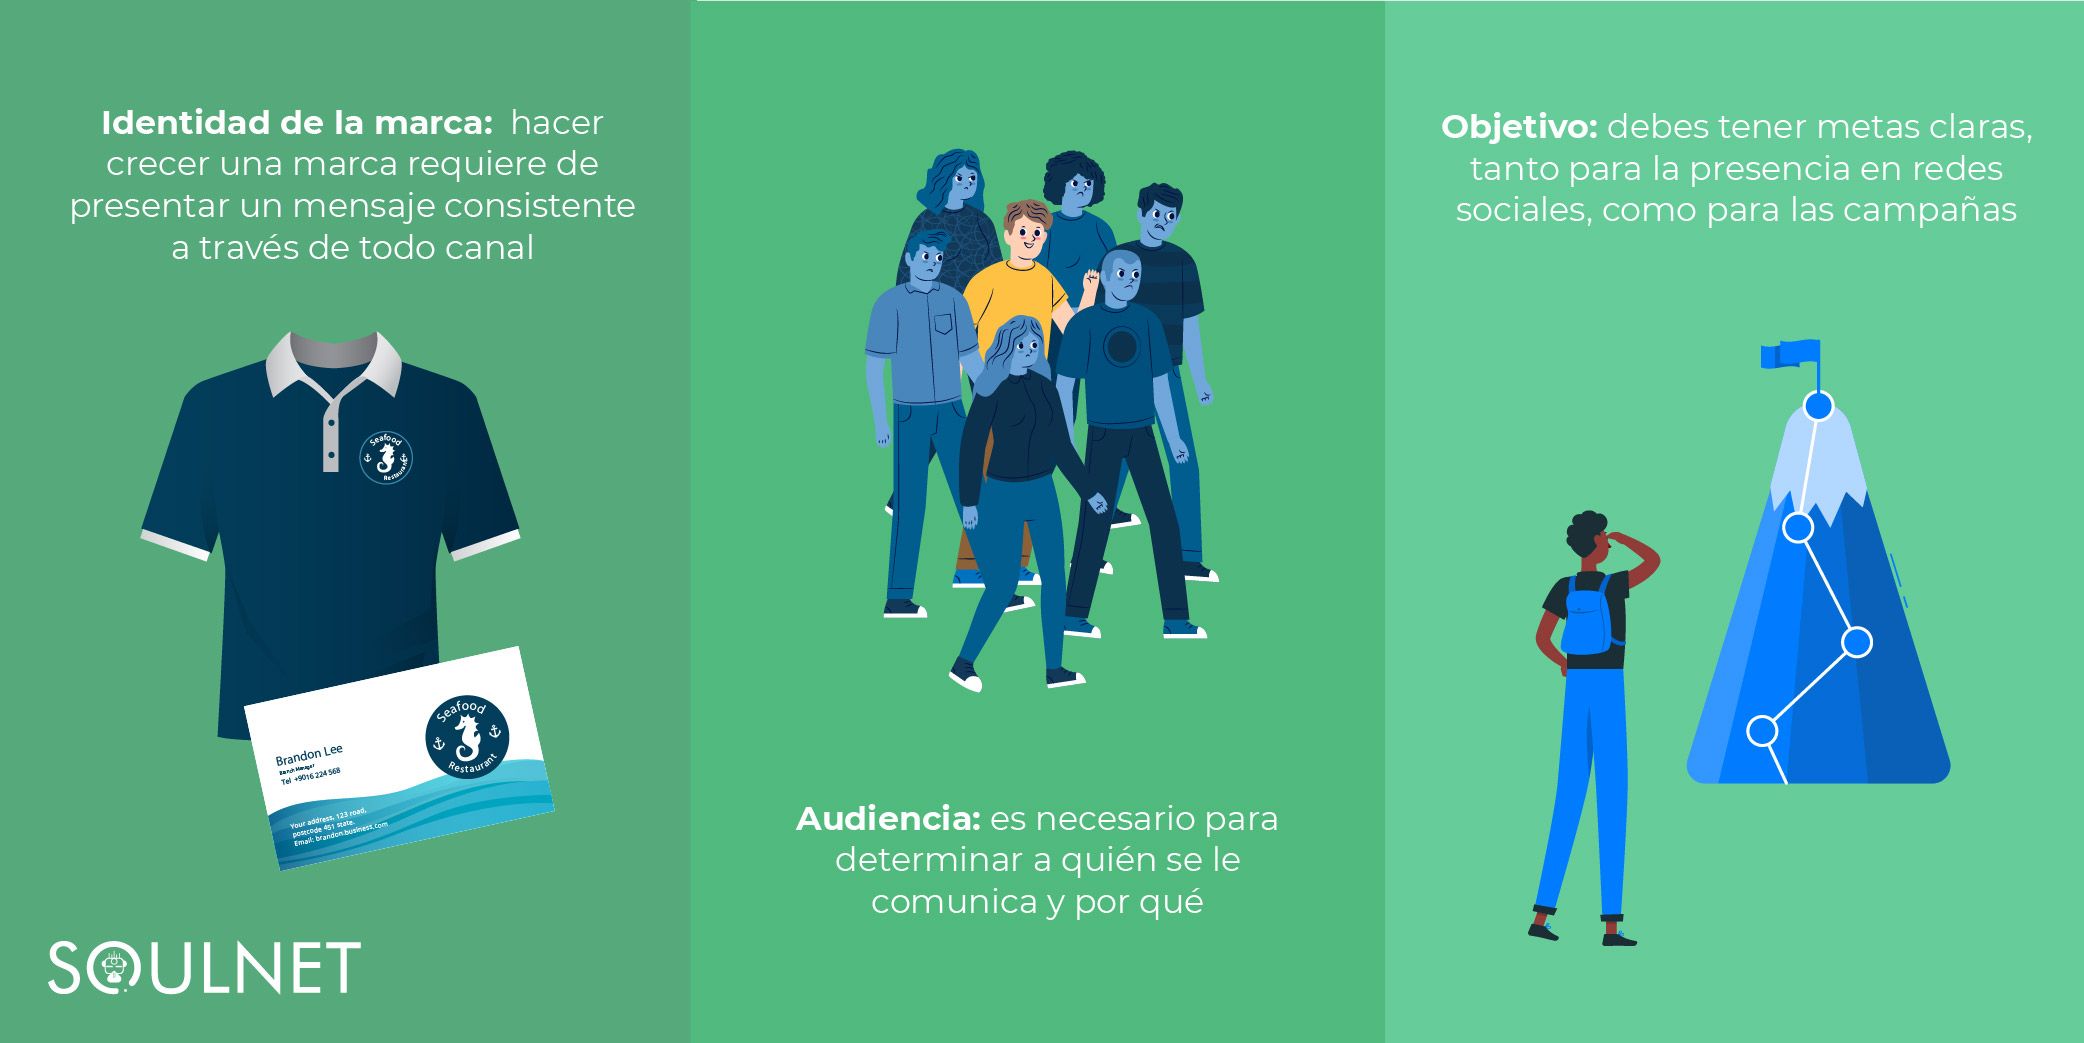 Identidad de la marca: hacer
crecer una marca requiere de
presentar un mensaje consistente
a través de todo canal
Seafood
Restaurant
Seafood
Restaurant
Brandon Lee
Branch Manager
Tel +9016 224 568
Your address, 123 road,
postcode 451 state.
Email: brandon.business.com
SOULNET
Audiencia: es necesario para
determinar a quién se le
comunica y por qué
Objetivo: debes tener metas claras,
tanto para la presencia en redes
sociales, como para las campañas